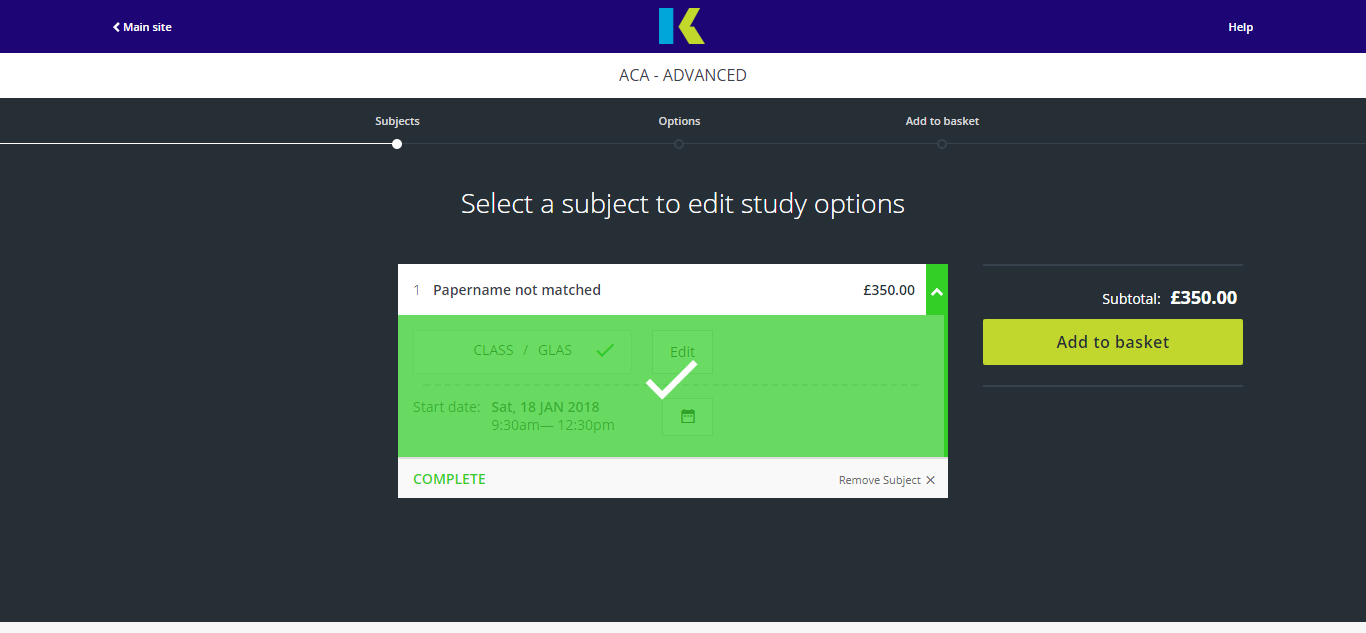 Main site
Help
ACA - ADVANCED
Subjects
Options
Add to basket
Select a subject to edit study options
1 Papername not matched £350.00
CLASS / GLAS
Edit
Start date: Sat, 18 JAN 2018
9:30am— 12:30pm
COMPLETE
Remove Subject
Subtotal: £350.00
Add to basket